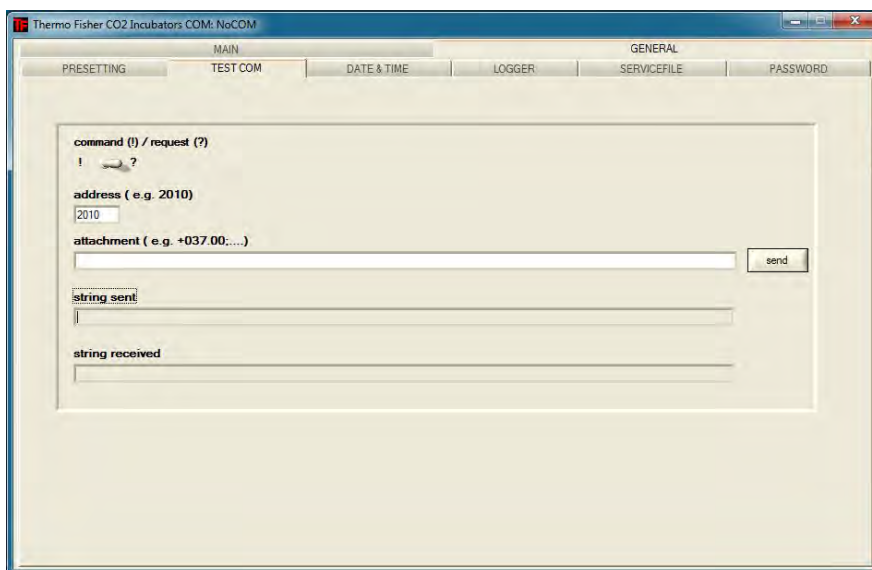 TF Thermo Fisher CO2 Incubators COM: NoCOM
MAIN GENERAL
PRESETTING TEST COM DATE & TIME LOGGER SERVICEFILE PASSWORD
command (!) / request (?)
! ?
address ( e.g. 2010)
2010
attachment ( e.g. +037.00;....)
send
string sent
string received